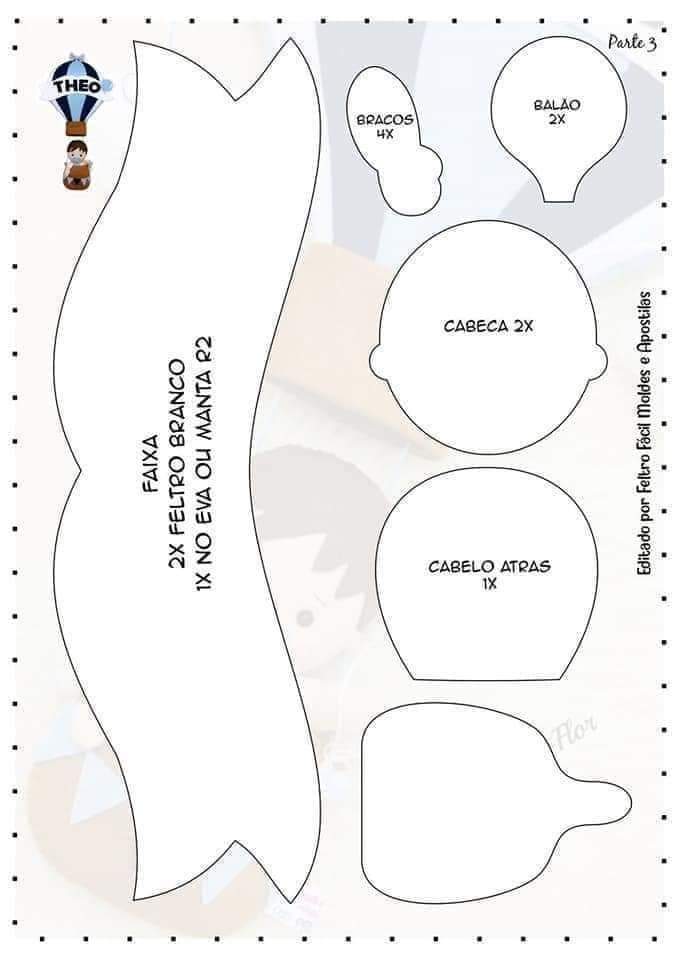 Parte 3
THEO
BRACOS
4X
BALÃO
2X
CABECA 2X
FAIXA
2X FELTRO BRANCO
1X NO EVA OU MANTA R2
CABELO ATRAS
1X
Editado por Feltro Fácil Moldes e Apostilas
Flor